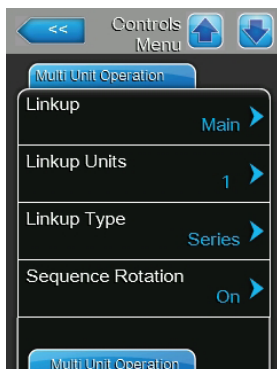 <<
Controls
Menu
Multi Unit Operation
Linkup
Main
Linkup Units
1
Linkup Type
Series
Sequence Rotation
On
Multi Unit Operation